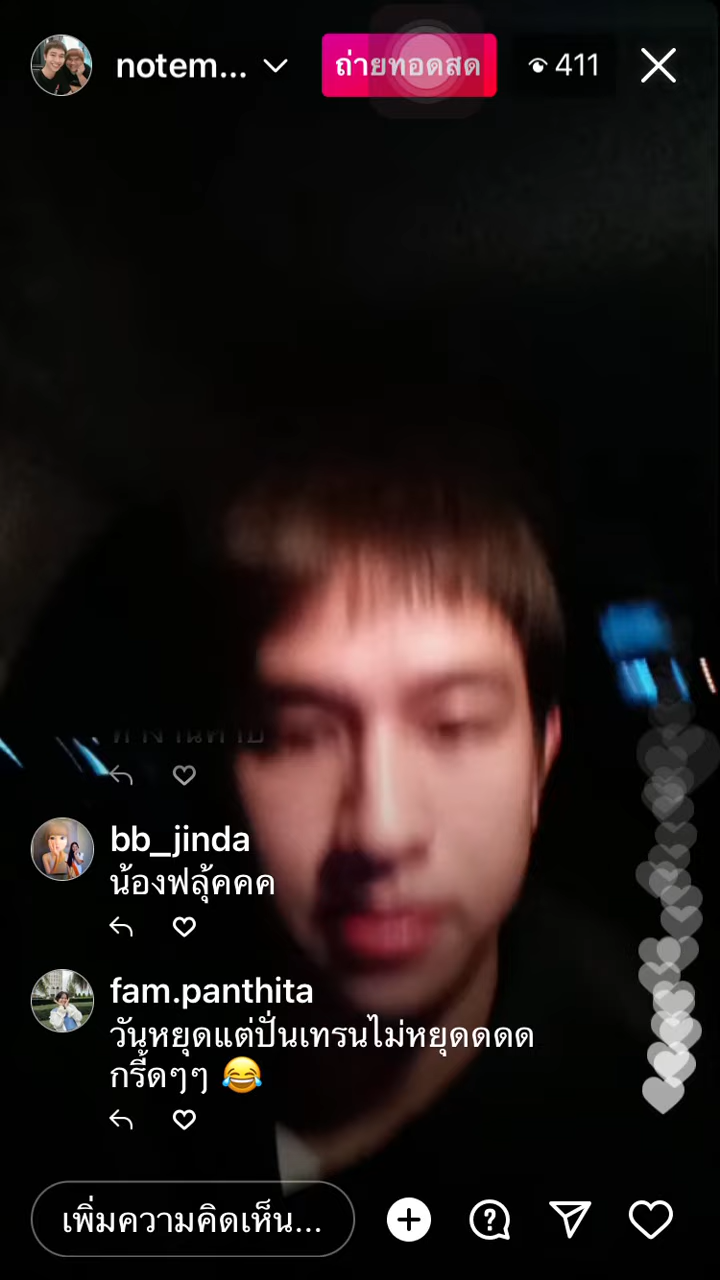 notem...
ถ่ายทอดสด
411
bb_jinda
น้องฟลุ้คคค
fam.panthita
วันหยุดแต่ปั่นเทรนไม่หยุดดดด
กรี้ดๆๆ 😂
เพิ่มความคิดเห็น...